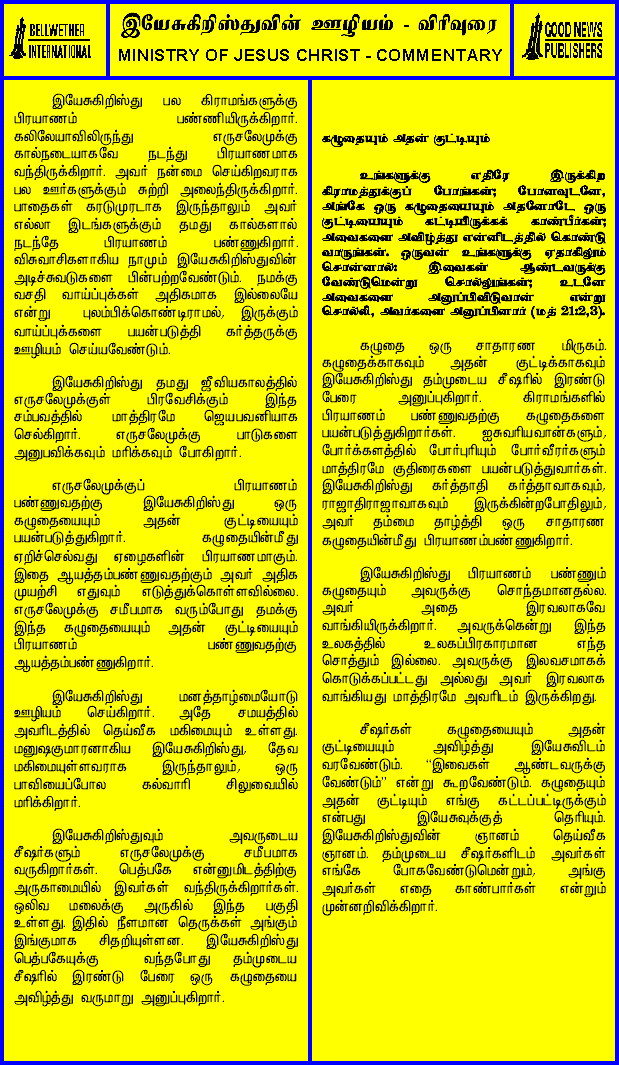 BELLWETHER
INTERNATIONAL
இயேசுகிறிஸ்துவின் ஊழியம் - விரிவுரை
MINISTRY OF JESUS CHRIST - COMMENTARY
GOOD NEWS
PUBLISHERS
இயேசுகிறிஸ்து பல கிராமங்களுக்கு
பிரயாணம் பண்ணியிருக்கிறார்.
கலிலேயாவிலிருந்து எருசலேமுக்கு
கால்நடையாகவே நடந்து பிரயாணமாக
வந்திருக்கிறார். அவர் நன்மை செய்கிறவராக
பல ஊர்களுக்கும் சுற்றி அலைந்திருக்கிறார்.
பாதைகள் கரடுமுரடாக இருந்தாலும் அவர்
எல்லா இடங்களுக்கும் தமது கால்களால்
நடந்தே பிரயாணம் பண்ணுகிறார்.
விசுவாசிகளாகிய நாமும் இயேசுகிறிஸ்துவின்
அடிச்சுவடுகளை பின்பற்றவேண்டும். நமக்கு
வசதி வாய்ப்புக்கள் அதிகமாக இல்லையே
என்று புலம்பிக்கொண்டிராமல், இருக்கும்
வாய்ப்புக்களை பயன்படுத்தி கர்த்தருக்கு
ஊழியம் செய்யவேண்டும்.
இயேசுகிறிஸ்து தமது ஜீவியகாலத்தில்
எருசலேமுக்குள் பிரவேசிக்கும் இந்த
சம்பவத்தில் மாத்திரமே ஜெயபவனியாக
செல்கிறார். எருசலேமுக்கு பாடுகளை
அனுபவிக்கவும் மரிக்கவும் போகிறார்.
எருசலேமுக்குப் பிரயாணம்
பண்ணுவதற்கு இயேசுகிறிஸ்து ஒரு
கழுதையையும் அதன் குட்டியையும்
பயன்படுத்துகிறார். கழுதையின்மீது
ஏறிச்செல்வது ஏழைகளின் பிரயாணமாகும்.
இதை ஆயத்தம்பண்ணுவதற்கும் அவர் அதிக
முயற்சி எதுவும் எடுத்துக்கொள்ளவில்லை.
எருசலேமுக்கு சமீபமாக வரும்போது தமக்கு
இந்த கழுதையையும் அதன் குட்டியையும்
பிரயாணம் பண்ணுவதற்கு
ஆயத்தம்பண்ணுகிறார்.
இயேசுகிறிஸ்து மனத்தாழ்மையோடு
ஊழியம் செய்கிறார். அதே சமயத்தில்
அவரிடத்தில் தெய்வீக மகிமையும் உள்ளது.
மனுஷகுமாரனாகிய இயேசுகிறிஸ்து, தேவ
மகிமையுள்ளவராக இருந்தாலும், ஒரு
பாவியைப்போல கல்வாரி சிலுவையில்
மரிக்கிறார்.
இயேசுகிறிஸ்துவும் அவருடைய
சீஷர்களும் எருசலேமுக்கு சமீபமாக
வருகிறார்கள். பெத்பகே என்னுமிடத்திற்கு
அருகாமையில் இவர்கள் வந்திருக்கிறார்கள்.
ஒலிவ மலைக்கு அருகில் இந்த பகுதி
உள்ளது. இதில் நீளமான தெருக்கள் அங்கும்
இங்குமாக சிதறியுள்ளன. இயேசுகிறிஸ்து
பெத்பகேயுக்கு வந்தபோது தம்முடைய
சீஷரில் இரண்டு பேரை ஒரு கழுதையை
அவிழ்த்து வருமாறு அனுப்புகிறார்.
கழுதையும் அதன் குட்டியும்
உங்களுக்கு எதிரே இருக்கிற
கிராமத்துக்குப் போங்கள்; போனவுடனே,
அங்கே ஒரு கழுதையையும் அதனோடே ஒரு
குட்டியையும் கட்டியிருக்கக் காண்பீர்கள்;
அவைகளை அவிழ்த்து என்னிடத்தில் கொண்டு
வாருங்கள். ஒருவன் உங்களுக்கு ஏதாகிலும்
சொன்னால்: இவைகள் ஆண்டவருக்கு
வேண்டுமென்று சொல்லுங்கள்; உடனே
அவைகளை அனுப்பிவிடுவான் என்று
சொல்லி, அவர்களை அனுப்பினார் (மத் 21:2,3).
கழுதை ஒரு சாதாரண மிருகம்.
கழுதைக்காகவும் அதன் குட்டிக்காகவும்
இயேசுகிறிஸ்து தம்முடைய சீஷரில் இரண்டு
பேரை அனுப்புகிறார். கிராமங்களில்
பிரயாணம் பண்ணுவதற்கு கழுதைகளை
பயன்படுத்துகிறார்கள். ஐசுவரியவான்களும்,
போர்க்களத்தில் போர்புரியும் போர்வீரர்களும்
மாத்திரமே குதிரைகளை பயன்படுத்துவார்கள்.
இயேசுகிறிஸ்து கர்த்தாதி கர்த்தாவாகவும்,
ராஜாதிராஜாவாகவும் இருக்கின்றபோதிலும்,
அவர் தம்மை தாழ்த்தி ஒரு சாதாரண
கழுதையின்மீது பிரயாணம்பண்ணுகிறார்.
இயேசுகிறிஸ்து பிரயாணம் பண்ணும்
கழுதையும் அவருக்கு சொந்தமானதல்ல.
அவர் அதை இரவலாகவே
வாங்கியிருக்கிறார். அவருக்கென்று இந்த
உலகத்தில் உலகப்பிரகாரமான எந்த
சொத்தும் இல்லை. அவருக்கு இலவசமாகக்
கொடுக்கப்பட்டது அல்லது அவர் இரவலாக
வாங்கியது மாத்திரமே அவரிடம் இருக்கிறது.
சீஷர்கள் கழுதையையும் அதன்
குட்டியையும் அவிழ்த்து இயேசுவிடம்
வரவேண்டும். “இவைகள் ஆண்டவருக்கு
வேண்டும்” என்று கூறவேண்டும். கழுதையும்
அதன் குட்டியும் எங்கு கட்டப்பட்டிருக்கும்
என்பது இயேசுவுக்குத் தெரியும்.
இயேசுகிறிஸ்துவின் ஞானம் தெய்வீக
ஞானம். தம்முடைய சீஷர்களிடம் அவர்கள்
எங்கே போகவேண்டுமென்றும், அங்கு
அவர்கள் எதை காண்பார்கள் என்றும்
முன்னறிவிக்கிறார்.